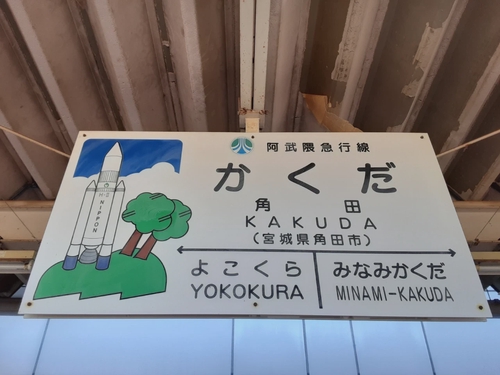 阿武隈急行線
かくだ
角田
KAKUDA
(宮城県角田市)
よこくら
YOKOKURA
みなみかくだ
MINAMI-KAKUDA
NIPPON